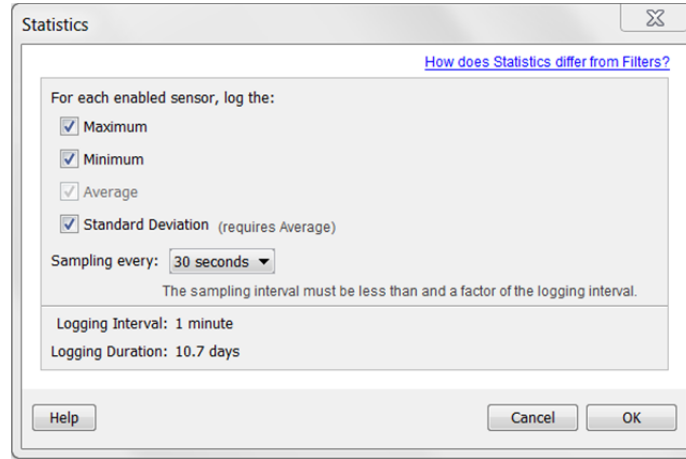 Statistics
How does Statistics differ from Filters?
For each enabled sensor, log the:
Maximum
Minimum
Average
Standard Deviation (requires Average)
Sampling every: 30 seconds
The sampling interval must be less than and a factor of the logging interval.
Logging Interval: 1 minute
Logging Duration: 10.7 days
Help Cancel OK